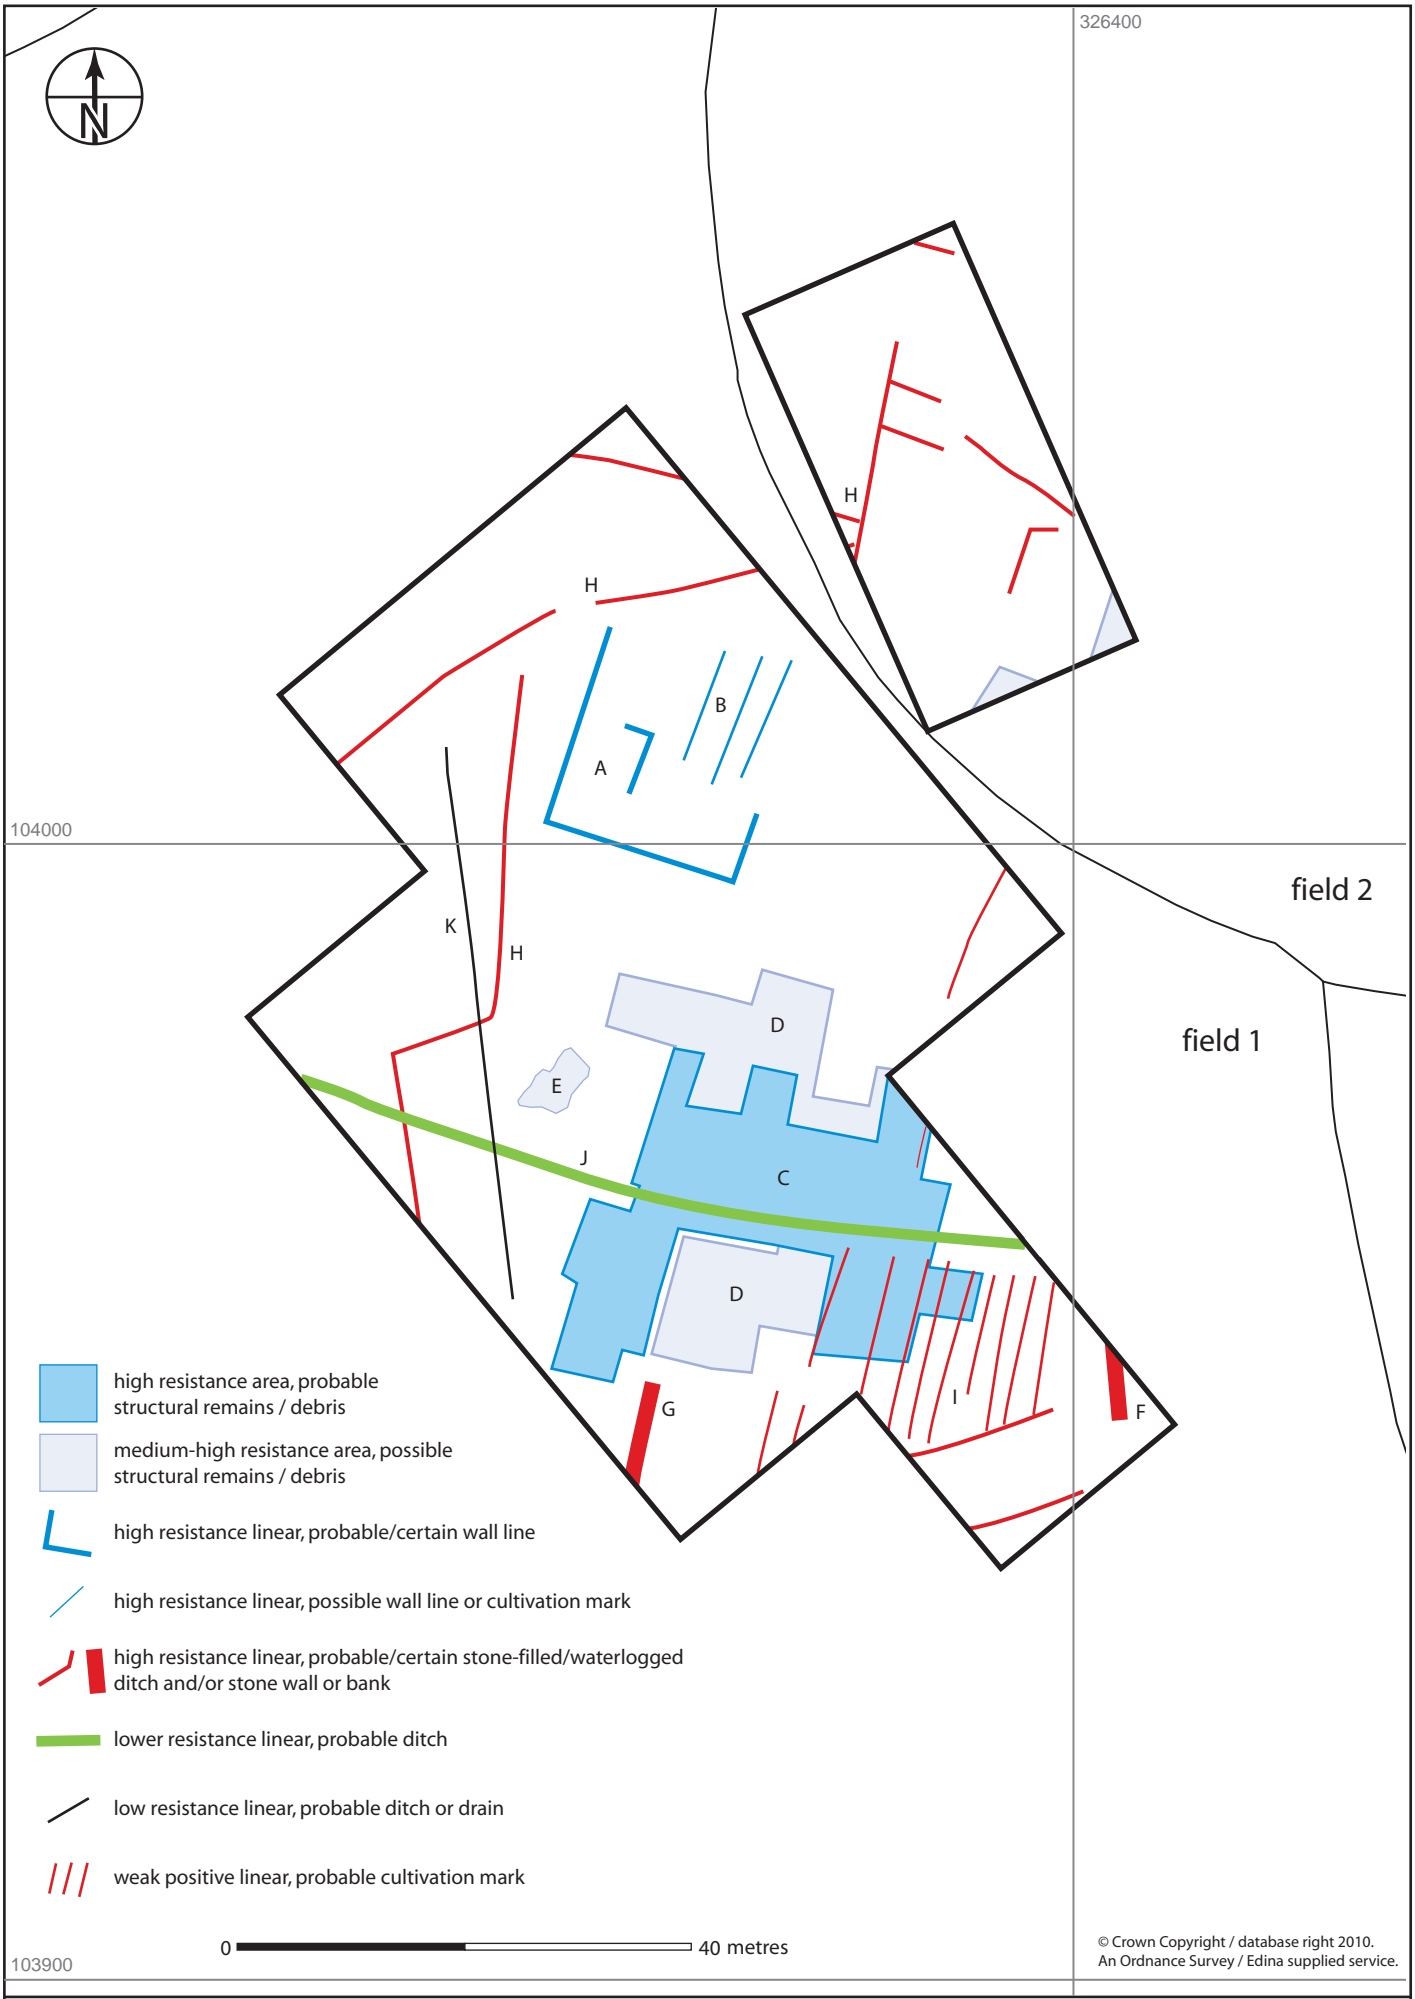 326400
N
H
H
B
A
104000
field 2
K
H
D
field 1
E
J
C
D
I
G
F
high resistance area, probable
structural remains / debris
medium-high resistance area, possible
structural remains / debris
high resistance linear, probable/certain wall line
high resistance linear, possible wall line or cultivation mark
high resistance linear, probable/certain stone-filled/waterlogged
ditch and/or stone wall or bank
lower resistance linear, probable ditch
low resistance linear, probable ditch or drain
weak positive linear, probable cultivation mark
0 40 metres
© Crown Copyright / database right 2010.
An Ordnance Survey / Edina supplied service.
103900